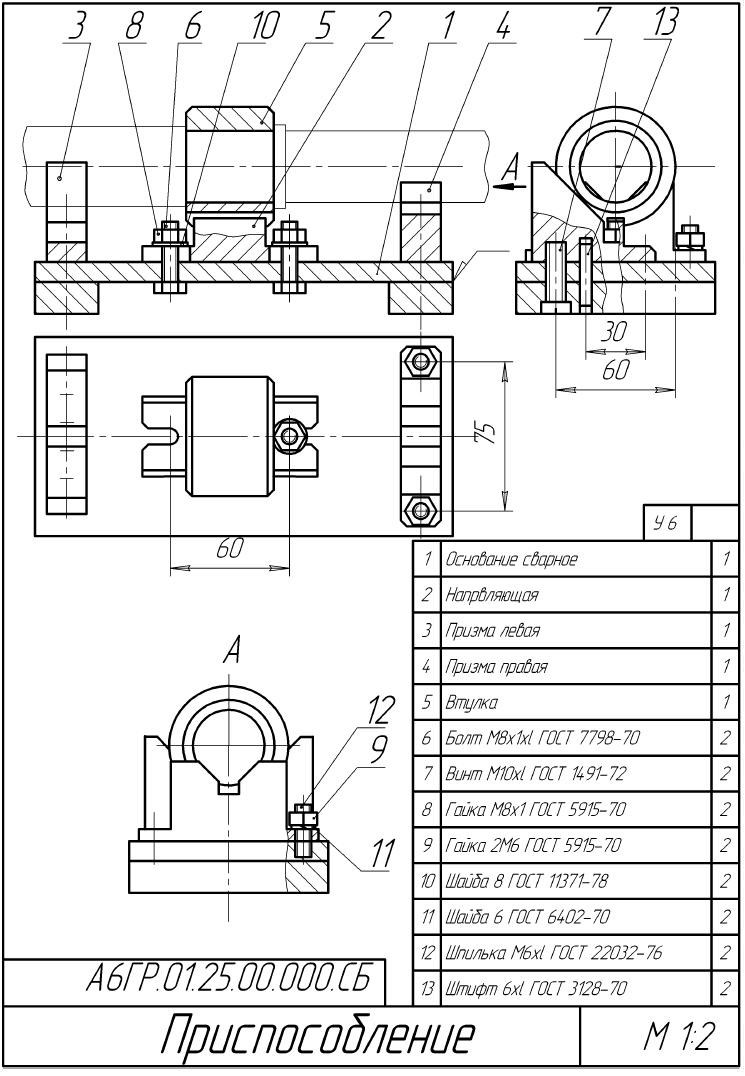 3 8 6 10 5 2 1 4 7 13
А
30
60
75
60
У 6
1 Основание сварное 1
2 Напрвляющая 1
3 Призма левая 1
4 Призма правая 1
5 Втулка 1
6 Болт М8х1хl ГОСТ 7798-70 2
7 Винт М10хl ГОСТ 1491-72 2
8 Гайка М8х1 ГОСТ 5915-70 2
9 Гайка 2М6 ГОСТ 5915-70 2
10 Шайба 8 ГОСТ 11371-78 2
11 Шайба 6 ГОСТ 6402-70 2
12 Шпилька М6хl ГОСТ 22032-76 2
13 Штифт 6хl ГОСТ 3128-70 2
А
12
9
11
А6ГР.01.25.00.000.СБ
Приспособление М 1:2